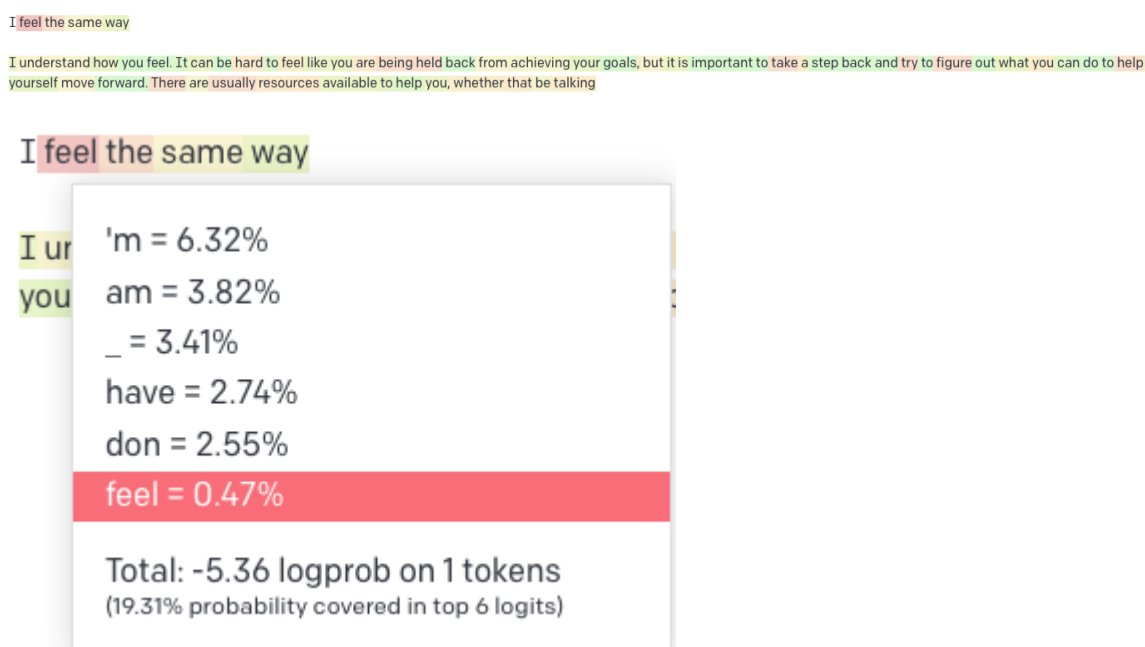 I feel the same way
I understand how you feel. It can be hard to feel like you are being held back from achieving your goals, but it is important to take a step back and try to figure out what you can do to help
yourself move forward. There are usually resources available to help you, whether that be talking
I feel the same way
I ur
you
'm = 6.32%
am = 3.82%
_ = 3.41%
have = 2.74%
don = 2.55%
feel = 0.47%
Total: -5.36 logprob on 1 tokens
(19.31% probability covered in top 6 logits)